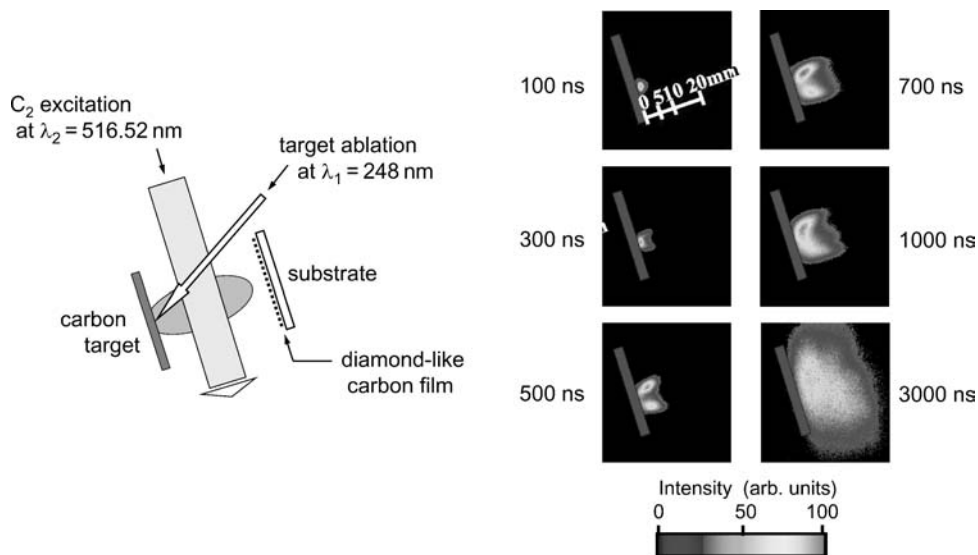 C₂ excitation
at λ₂ = 516.52 nm
target ablation
at λ₁ = 248 nm
substrate
carbon
target
diamond-like
carbon film
100 ns
0 510 20mm
700 ns
300 ns
1000 ns
500 ns
3000 ns
Intensity (arb. units)
0 50 100